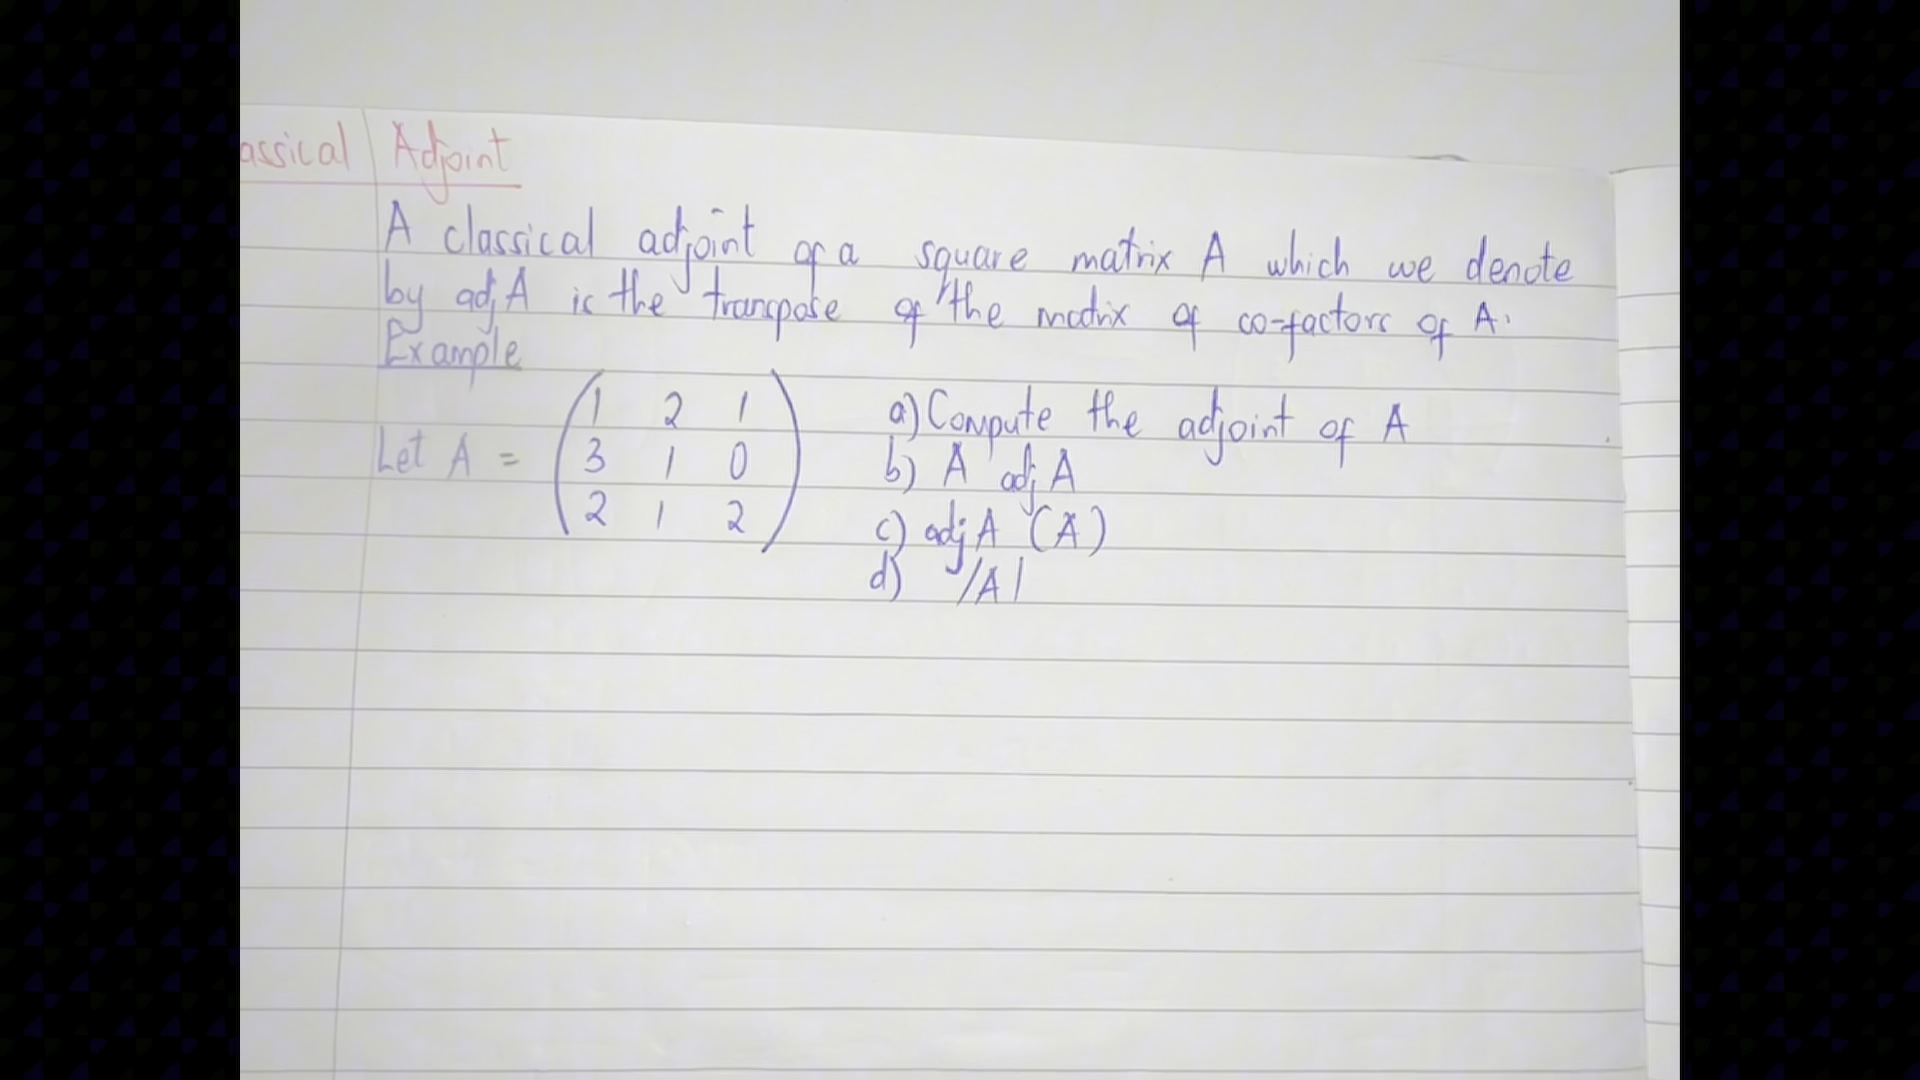 assical Adjoint
A classical adjoint of a square matrix A which we denote
by adj A is the transpose of the matrix of co-factors of A.
Example
Let A = ( 1 2 1
3 1 0
2 1 2 )
a) Compute the adjoint of A
b) A adj A
c) adj A (A)
d) |A|